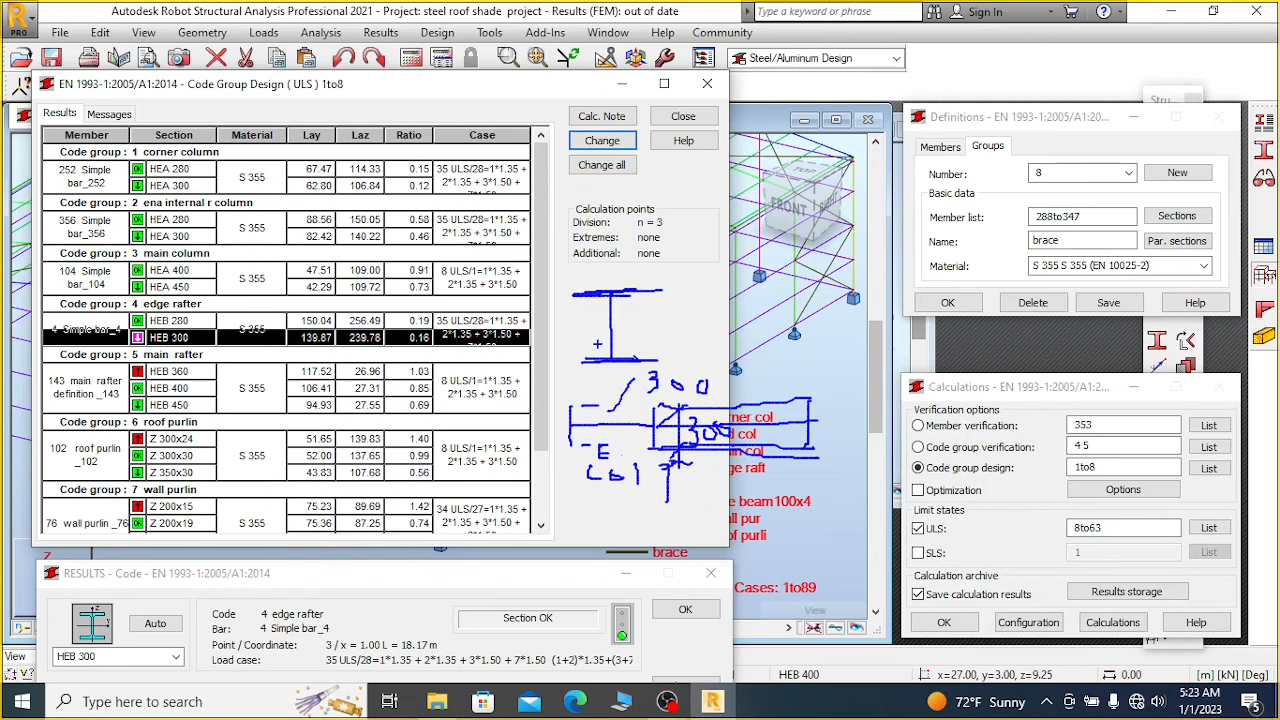 Autodesk Robot Structural Analysis Professional 2021 - Project: steel roof shade project - Results (FEM): out of date
Type a keyword or phrase
Sign In
PRO
File Edit View Geometry Loads Analysis Results Design Tools Add-Ins Window Help Community
Steel/Aluminum Design
EN 1993-1:2005/A1:2014 - Code Group Design ( ULS ) 1to8
Results Messages
Member Section Material Lay Laz Ratio Case
Code group : 1 corner column
252 Simple bar_252
HEA 280 67.47 114.33 0.15
S 355
HEA 300 62.80 106.84 0.12
35 ULS/28=1*1.35 + 2*1.35 + 3*1.50 +
Code group : 2 ena internal r column
356 Simple bar_356
HEA 280 88.56 150.05 0.58
S 355
HEA 300 82.42 140.22 0.46
35 ULS/28=1*1.35 + 2*1.35 + 3*1.50 +
Code group : 3 main column
104 Simple bar_104
HEA 400 47.51 109.00 0.91
S 355
HEA 450 42.29 109.72 0.73
8 ULS/1=1*1.35 + 2*1.35 + 3*1.50
Code group : 4 edge rafter
4 Simple bar_4
HEB 280 150.04 256.49 0.19
S 355
HEB 300 139.87 239.78 0.16
35 ULS/28=1*1.35 + 2*1.35 + 3*1.50 +
Code group : 5 main rafter
143 main rafter definition _143
HEB 360 117.52 26.96 1.03
HEB 400 106.41 27.31 0.85
HEB 450 94.93 27.55 0.69
S 355
8 ULS/1=1*1.35 + 2*1.35 + 3*1.50
Code group : 6 roof purlin
102 roof purlin _102
Z 300x24 51.65 139.83 1.40
Z 300x25 52.00 137.65 0.99
Z 350x30 43.83 107.68 0.56
S 355
8 ULS/1=1*1.35 + 2*1.35 + 3*1.50
Code group : 7 wall purlin
76 wall purlin _76
Z 200x15 75.23 89.69 1.42
Z 200x19 75.36 87.25 0.74
S 355
34 ULS/27=1*1.35 + 2*1.35 + 3*1.50 +
Calc. Note Close
Change Help
Change all
Calculation points
Division: n = 3
Extremes: none
Additional: none
300
300
TOP
FRONT
rner col
d col
in col
ge raft
e beam100x4
ll pur
of purli
brace
Cases: 1to89
View
Definitions - EN 1993-1:2005/A1:20...
Members Groups
Number: 8 New
Basic data
Member list: 288to347 Sections
Name: brace Par. sections
Material: S 355 S 355 (EN 10025-2)
OK Delete Save Help
Calculations - EN 1993-1:2005/A1:2...
Verification options
Member verification: 353 List
Code group verification: 4 5 List
Code group design: 1to8 List
Optimization Options
Limit states
ULS: 8to63 List
SLS: 1 List
Calculation archive
Save calculation results Results storage
OK Configuration Calculations Help
RESULTS - Code - EN 1993-1:2005/A1:2014
Auto
HEB 300
Code 4 edge rafter
Bar: 4 Simple bar_4
Point / Coordinate: 3 / x = 1.00 L = 18.17 m
Load case: 35 ULS/28=1*1.35 + 2*1.35 + 3*1.50 + 7*1.50 (1+2)*1.35+(3+7
Section OK
OK
View
HEB 400
x=27.00, y=3.00, z=9.25
0.00
[m] [kN] [Deg]
Type here to search
72°F Sunny
5:23 AM
1/1/2023
5